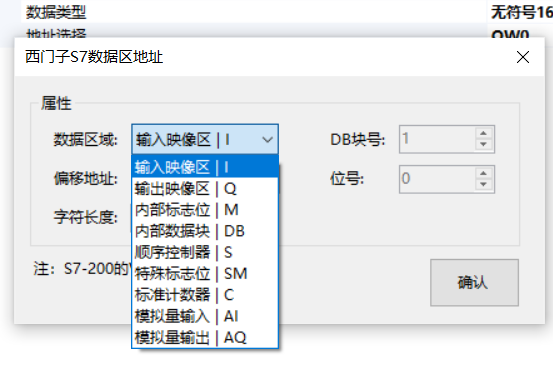 数据类型 无符号16
地址选择 QW0
西门子S7数据区地址
属性
数据区域: 输入映像区 | I DB块号: 1
输入映像区 | I
偏移地址: 位号: 0
输出映像区 | Q
内部标志位 | M
字符长度:
内部数据块 | DB
顺序控制器 | S
注：S7-200的
特殊标志位 | SM
确认
标准计数器 | C
模拟量输入 | AI
模拟量输出 | AQ